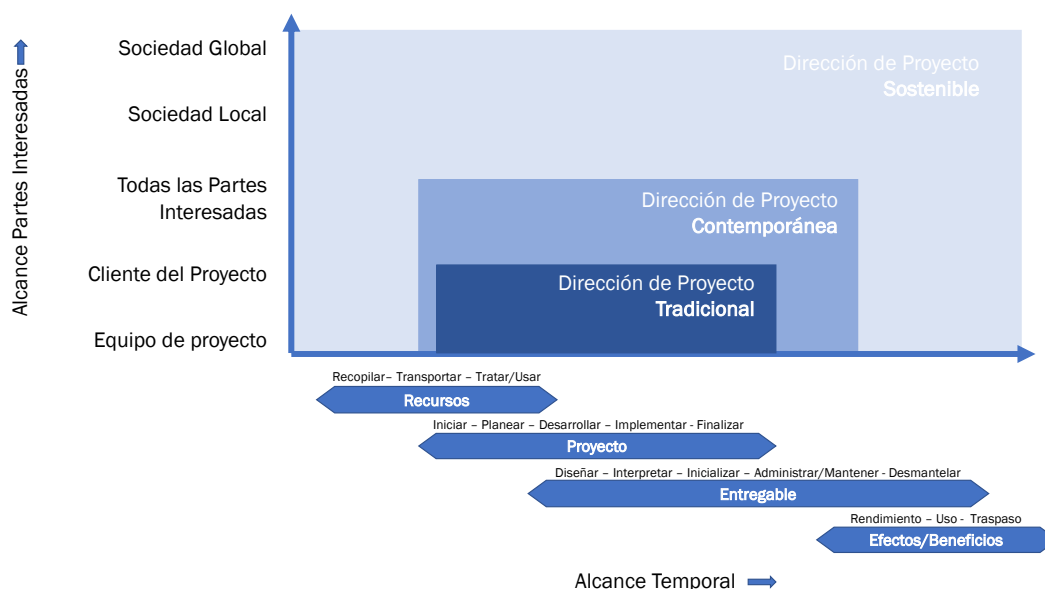 Alcance Partes Interesadas
Sociedad Global
Sociedad Local
Todas las Partes
Interesadas
Cliente del Proyecto
Equipo de proyecto
Dirección de Proyecto
Sostenible
Dirección de Proyecto
Contemporánea
Dirección de Proyecto
Tradicional
Recopilar– Transportar – Tratar/Usar
Recursos
Iniciar – Planear – Desarrollar – Implementar - Finalizar
Proyecto
Diseñar – Interpretar – Inicializar – Administrar/Mantener - Desmantelar
Entregable
Rendimiento – Uso - Traspaso
Efectos/Beneficios
Alcance Temporal